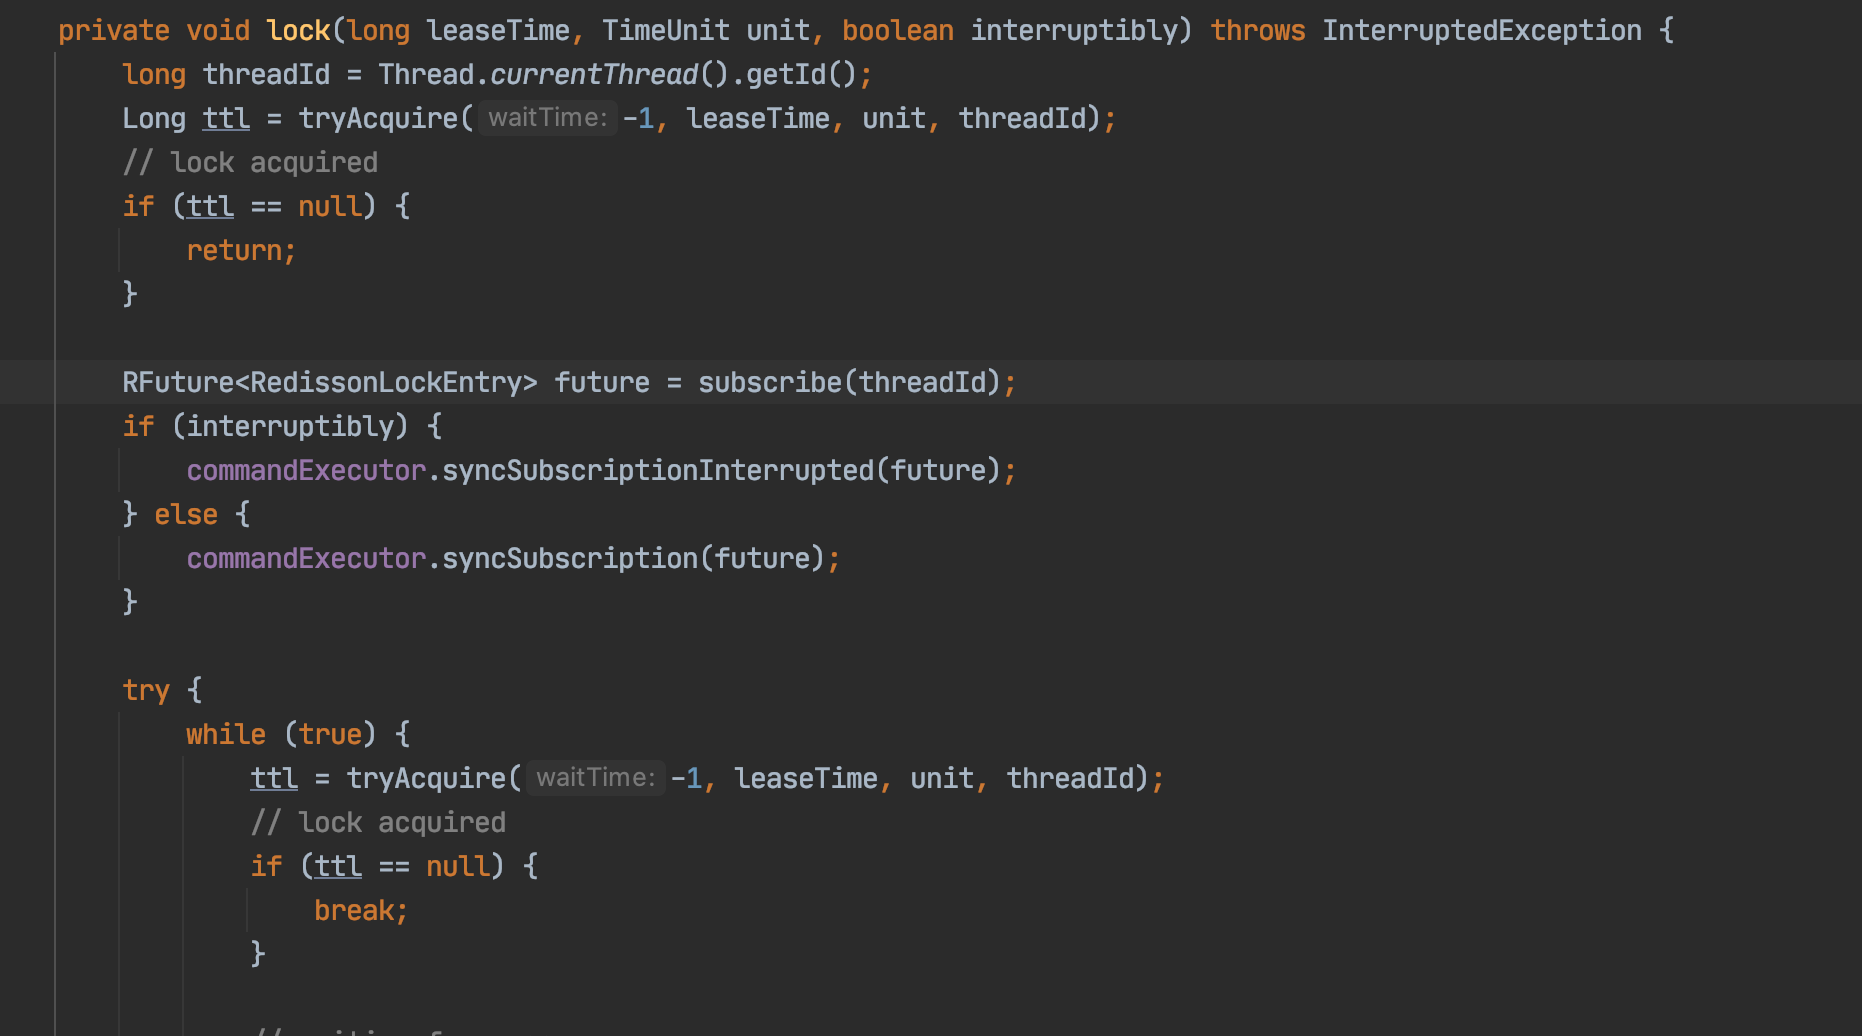 private void lock(long leaseTime, TimeUnit unit, boolean interruptibly) throws InterruptedException {
long threadId = Thread.currentThread().getId();
Long ttl = tryAcquire( waitTime: -1, leaseTime, unit, threadId);
// lock acquired
if (ttl == null) {
return;
}
RFuture<RedissonLockEntry> future = subscribe(threadId);
if (interruptibly) {
commandExecutor.syncSubscriptionInterrupted(future);
} else {
commandExecutor.syncSubscription(future);
}
try {
while (true) {
ttl = tryAcquire( waitTime: -1, leaseTime, unit, threadId);
// lock acquired
if (ttl == null) {
break;
}